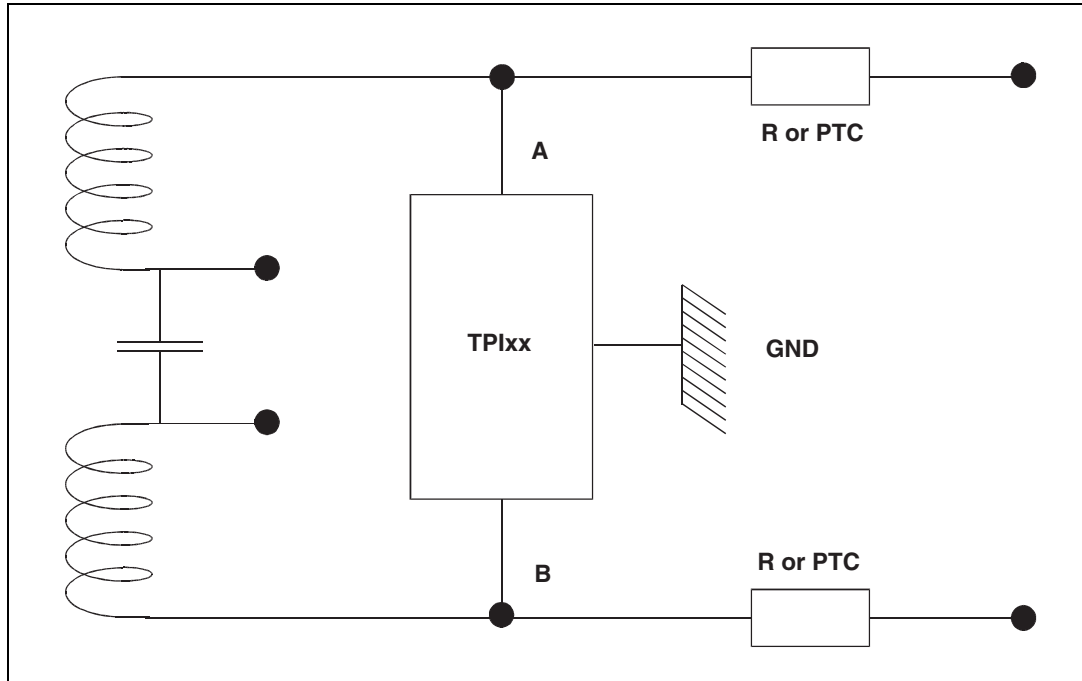 R or PTC
A
TPIxx
GND
B
R or PTC